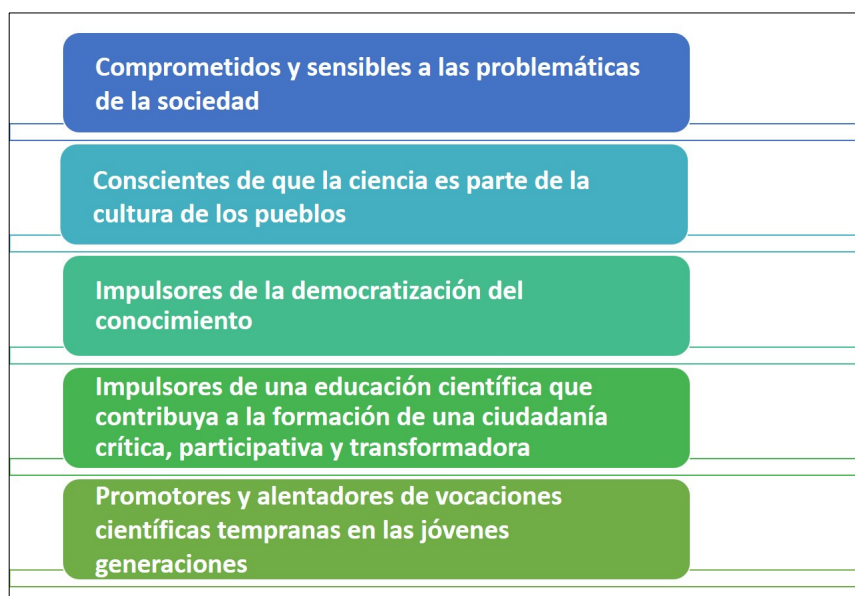 Comprometidos y sensibles a las problemáticas
de la sociedad
Conscientes de que la ciencia es parte de la
cultura de los pueblos
Impulsores de la democratización del
conocimiento
Impulsores de una educación científica que
contribuya a la formación de una ciudadanía
crítica, participativa y transformadora
Promotores y alentadores de vocaciones
científicas tempranas en las jóvenes
generaciones